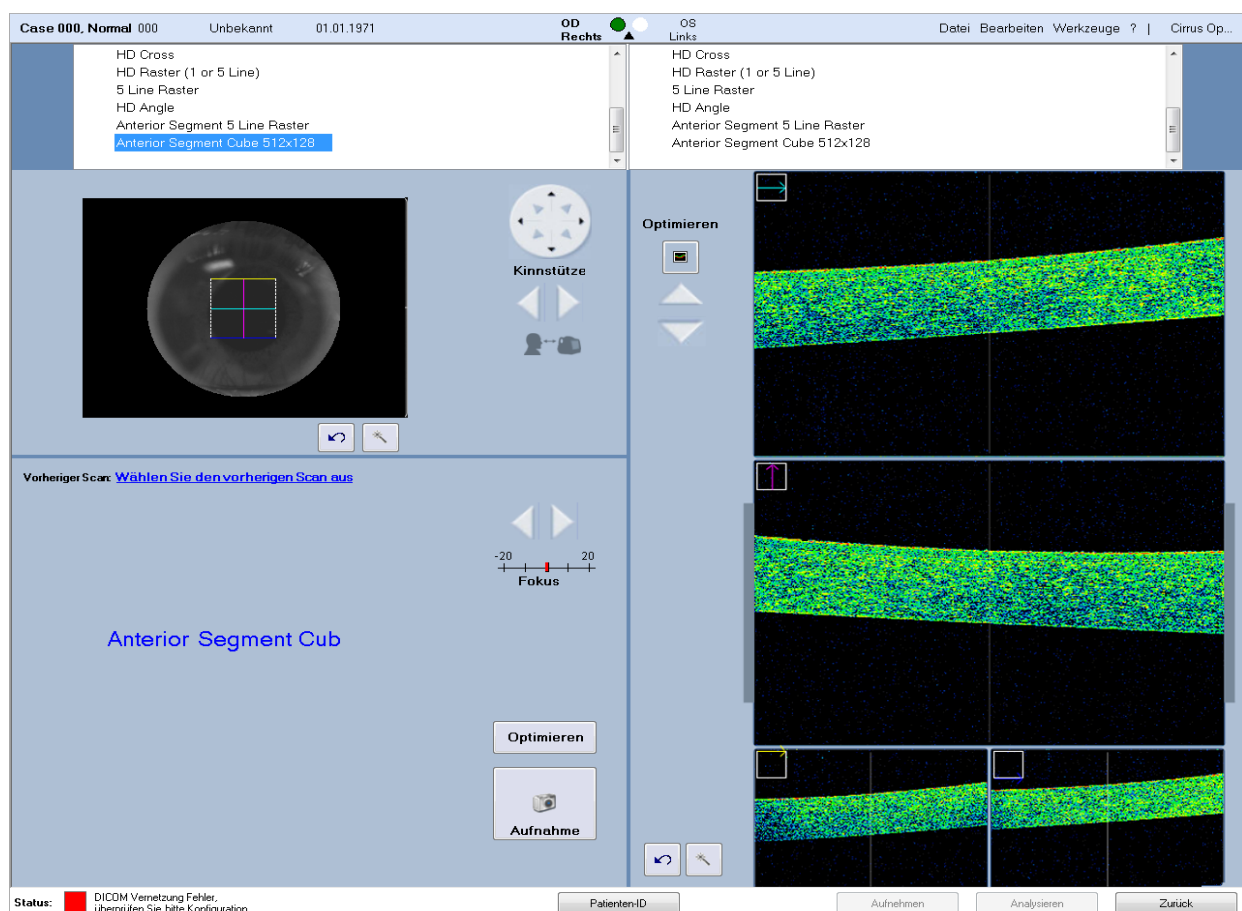 Case 000, Normal 000 Unbekannt 01.01.1971 OD Rechts OS Links Datei Bearbeiten Werkzeuge ? | Cirrus Op...
HD Cross
HD Raster (1 or 5 Line)
5 Line Raster
HD Angle
Anterior Segment 5 Line Raster
Anterior Segment Cube 512x128
HD Cross
HD Raster (1 or 5 Line)
5 Line Raster
HD Angle
Anterior Segment 5 Line Raster
Anterior Segment Cube 512x128
Kinnstütze
Optimieren
Vorheriger Scan: Wählen Sie den vorherigen Scan aus
-20 20
Fokus
Anterior Segment Cub
Optimieren
Aufnahme
Status: DICOM Vernetzung Fehler,
überprüfen Sie bitte Konfiguration
Patienten-ID Aufnehmen Analysieren Zurück